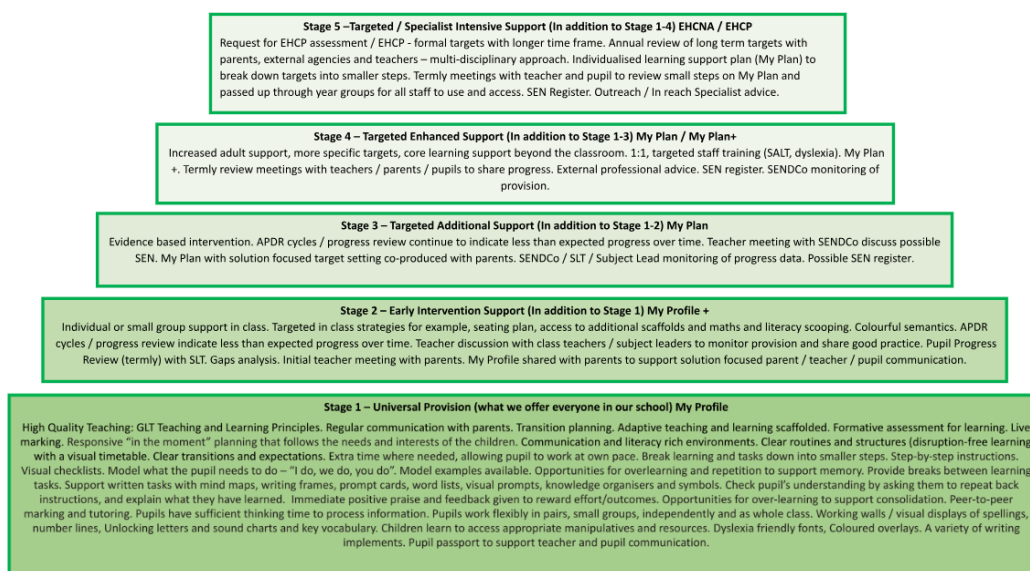 Stage 5 –Targeted / Specialist Intensive Support (In addition to Stage 1-4) EHCNA / EHCP
Request for EHCP assessment / EHCP - formal targets with longer time frame. Annual review of long term targets with
parents, external agencies and teachers – multi-disciplinary approach. Individualised learning support plan (My Plan) to
break down targets into smaller steps. Termly meetings with teacher and pupil to review small steps on My Plan and
passed up through year groups for all staff to use and access. SEN Register. Outreach / In reach Specialist advice.
Stage 4 – Targeted Enhanced Support (In addition to Stage 1-3) My Plan / My Plan+
Increased adult support, more specific targets, core learning support beyond the classroom. 1:1, targeted staff training (SALT, dyslexia). My Plan
+. Termly review meetings with teachers / parents / pupils to share progress. External professional advice. SEN register. SENDCo monitoring of
provision.
Stage 3 – Targeted Additional Support (In addition to Stage 1-2) My Plan
Evidence based intervention. APDR cycles / progress review continue to indicate less than expected progress over time. Teacher meeting with SENDCo discuss possible
SEN. My Plan with solution focused target setting co-produced with parents. SENDCo / SLT / Subject Lead monitoring of progress data. Possible SEN register.
Stage 2 – Early Intervention Support (In addition to Stage 1) My Profile +
Individual or small group support in class. Targeted in class strategies for example, seating plan, access to additional scaffolds and maths and literacy scooping. Colourful semantics. APDR
cycles / progress review indicate less than expected progress over time. Teacher discussion with class teachers / subject leaders to monitor provision and share good practice. Pupil Progress
Review (termly) with SLT. Gaps analysis. Initial teacher meeting with parents. My Profile shared with parents to support solution focused parent / teacher / pupil communication.
Stage 1 – Universal Provision (what we offer everyone in our school) My Profile
High Quality Teaching: GLT Teaching and Learning Principles. Regular communication with parents. Transition planning. Adaptive teaching and learning scaffolded. Formative assessment for learning. Live
marking. Responsive “in the moment” planning that follows the needs and interests of the children. Communication and literacy rich environments. Clear routines and structures (disruption-free learning
with a visual timetable. Clear transitions and expectations. Extra time where needed, allowing pupil to work at own pace. Break learning and tasks down into smaller steps. Step-by-step instructions.
Visual checklists. Model what the pupil needs to do – “I do, we do, you do”. Model examples available. Opportunities for overlearning and repetition to support memory. Provide breaks between learning
tasks. Support written tasks with mind maps, writing frames, prompt cards, word lists, visual prompts, knowledge organisers and symbols. Check pupil’s understanding by asking them to repeat back
instructions, and explain what they have learned. Immediate positive praise and feedback given to reward effort/outcomes. Opportunities for over-learning to support consolidation. Peer-to-peer
marking and tutoring. Pupils have sufficient thinking time to process information. Pupils work flexibly in pairs, small groups, independently and as whole class. Working walls / visual displays of spellings,
number lines, Unlocking letters and sound charts and key vocabulary. Children learn to access appropriate manipulatives and resources. Dyslexia friendly fonts, Coloured overlays. A variety of writing
implements. Pupil passport to support teacher and pupil communication.